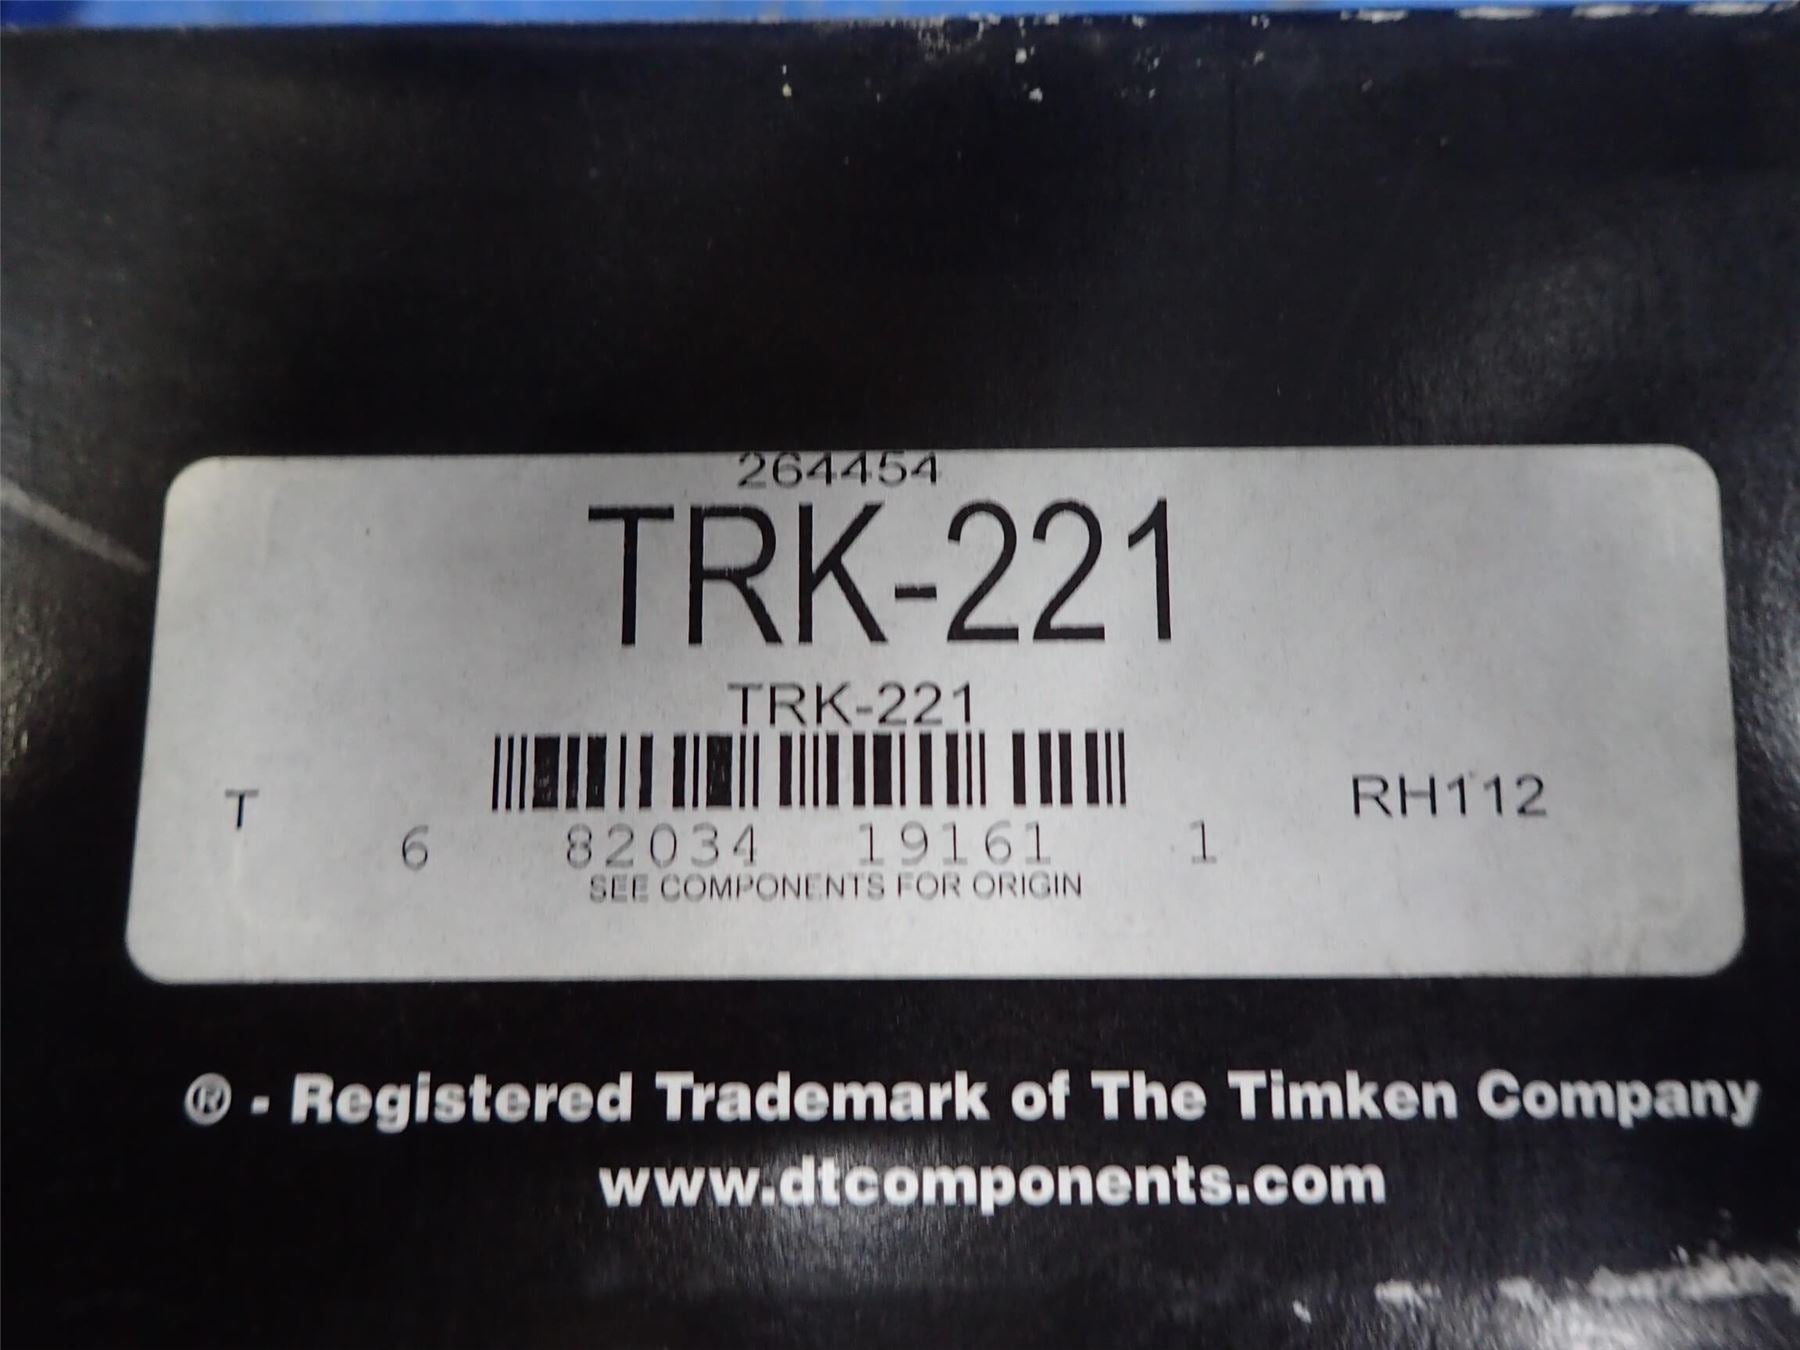 264454
TRK-221
TRK-221
T
RH112
6 82034 19161 1
SEE COMPONENTS FOR ORIGIN
® - Registered Trademark of The Timken Company
www.dtcomponents.com